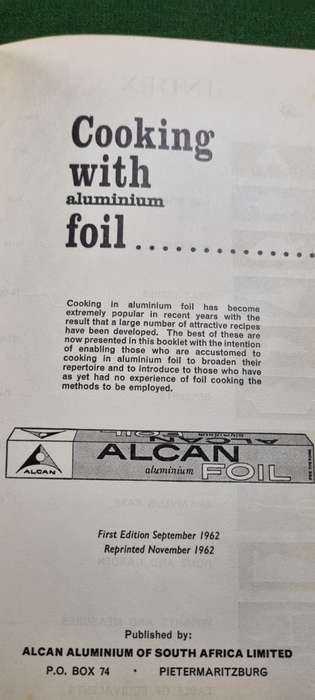 Cooking
with
aluminium
foil ................
Cooking in aluminium foil has become
extremely popular in recent years with the
result that a large number of attractive recipes
have been developed. The best of these are
now presented in this booklet with the intention
of enabling those who are accustomed to
cooking in aluminium foil to broaden their
repertoire and to introduce to those who have
as yet had no experience of foil cooking the
methods to be employed.
ALCAN
ALCAN
aluminium FOIL
First Edition September 1962
Reprinted November 1962
Published by:
ALCAN ALUMINIUM OF SOUTH AFRICA LIMITED
P.O. BOX 74 · PIETERMARITZBURG